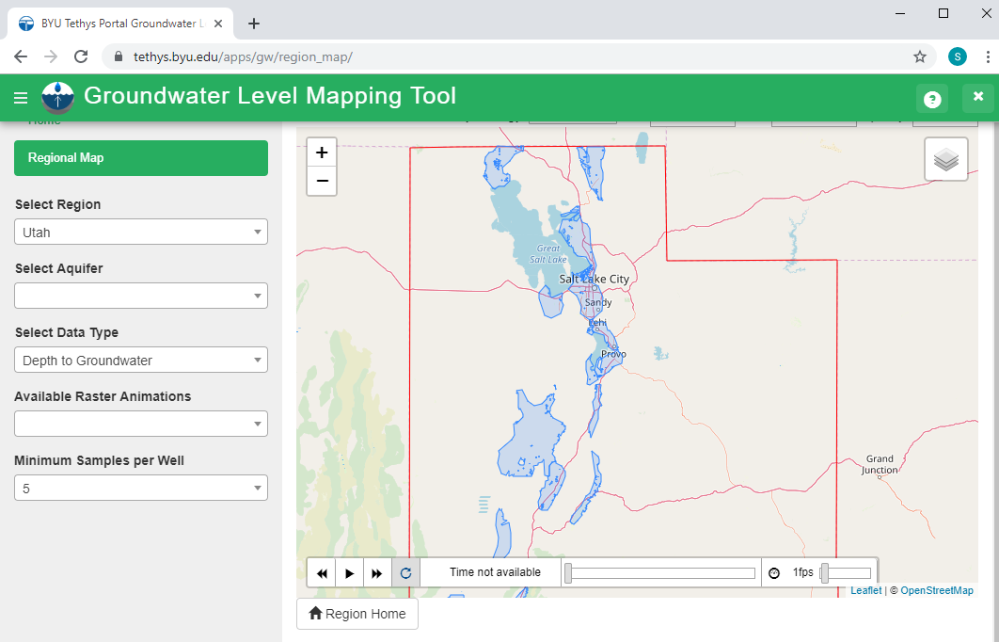 BYU Tethys Portal Groundwater L
tethys.byu.edu/apps/gw/region_map/
S
Groundwater Level Mapping Tool
?
Home
Regional Map
Select Region
Utah
Select Aquifer
Select Data Type
Depth to Groundwater
Available Raster Animations
Minimum Samples per Well
5
+
−
Great
Salt Lake
Salt Lake City
Sandy
Lehi
Provo
Grand
Junction
Time not available
1fps
Leaflet | © OpenStreetMap
Region Home